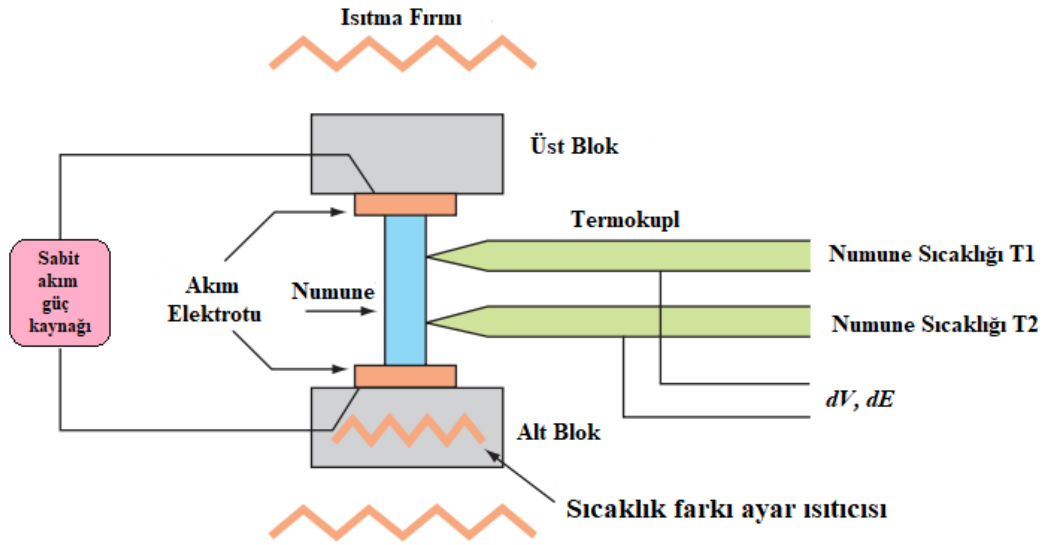 Isıtma Fırını
Üst Blok
Termokupl
Numune Sıcaklığı T1
Sabit
akım
güç
kaynağı
Akım
Elektrotu
Numune
Numune Sıcaklığı T2
dV, dE
Alt Blok
Sıcaklık farkı ayar ısıtıcısı